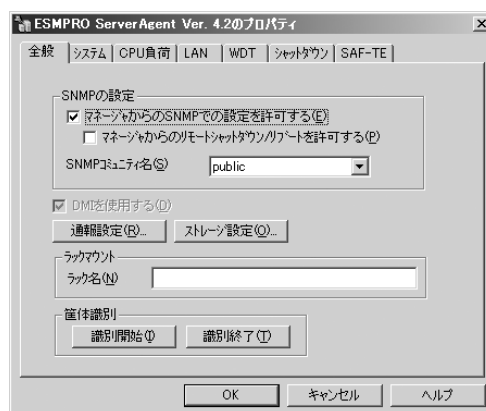 ESMPRO ServerAgent Ver. 4.2のプロパティ
全般 システム CPU負荷 LAN WDT シャットダウン SAF-TE
SNMPの設定
マネージャからのSNMPでの設定を許可する(E)
マネージャからのリモートシャットダウン/リブートを許可する(P)
SNMPコミュニティ名(S) public
DMIを使用する(D)
通報設定(R)... ストレージ設定(O)...
ラックマウント
ラック名(N)
筐体識別
識別開始(I) 識別終了(T)
OK キャンセル ヘルプ